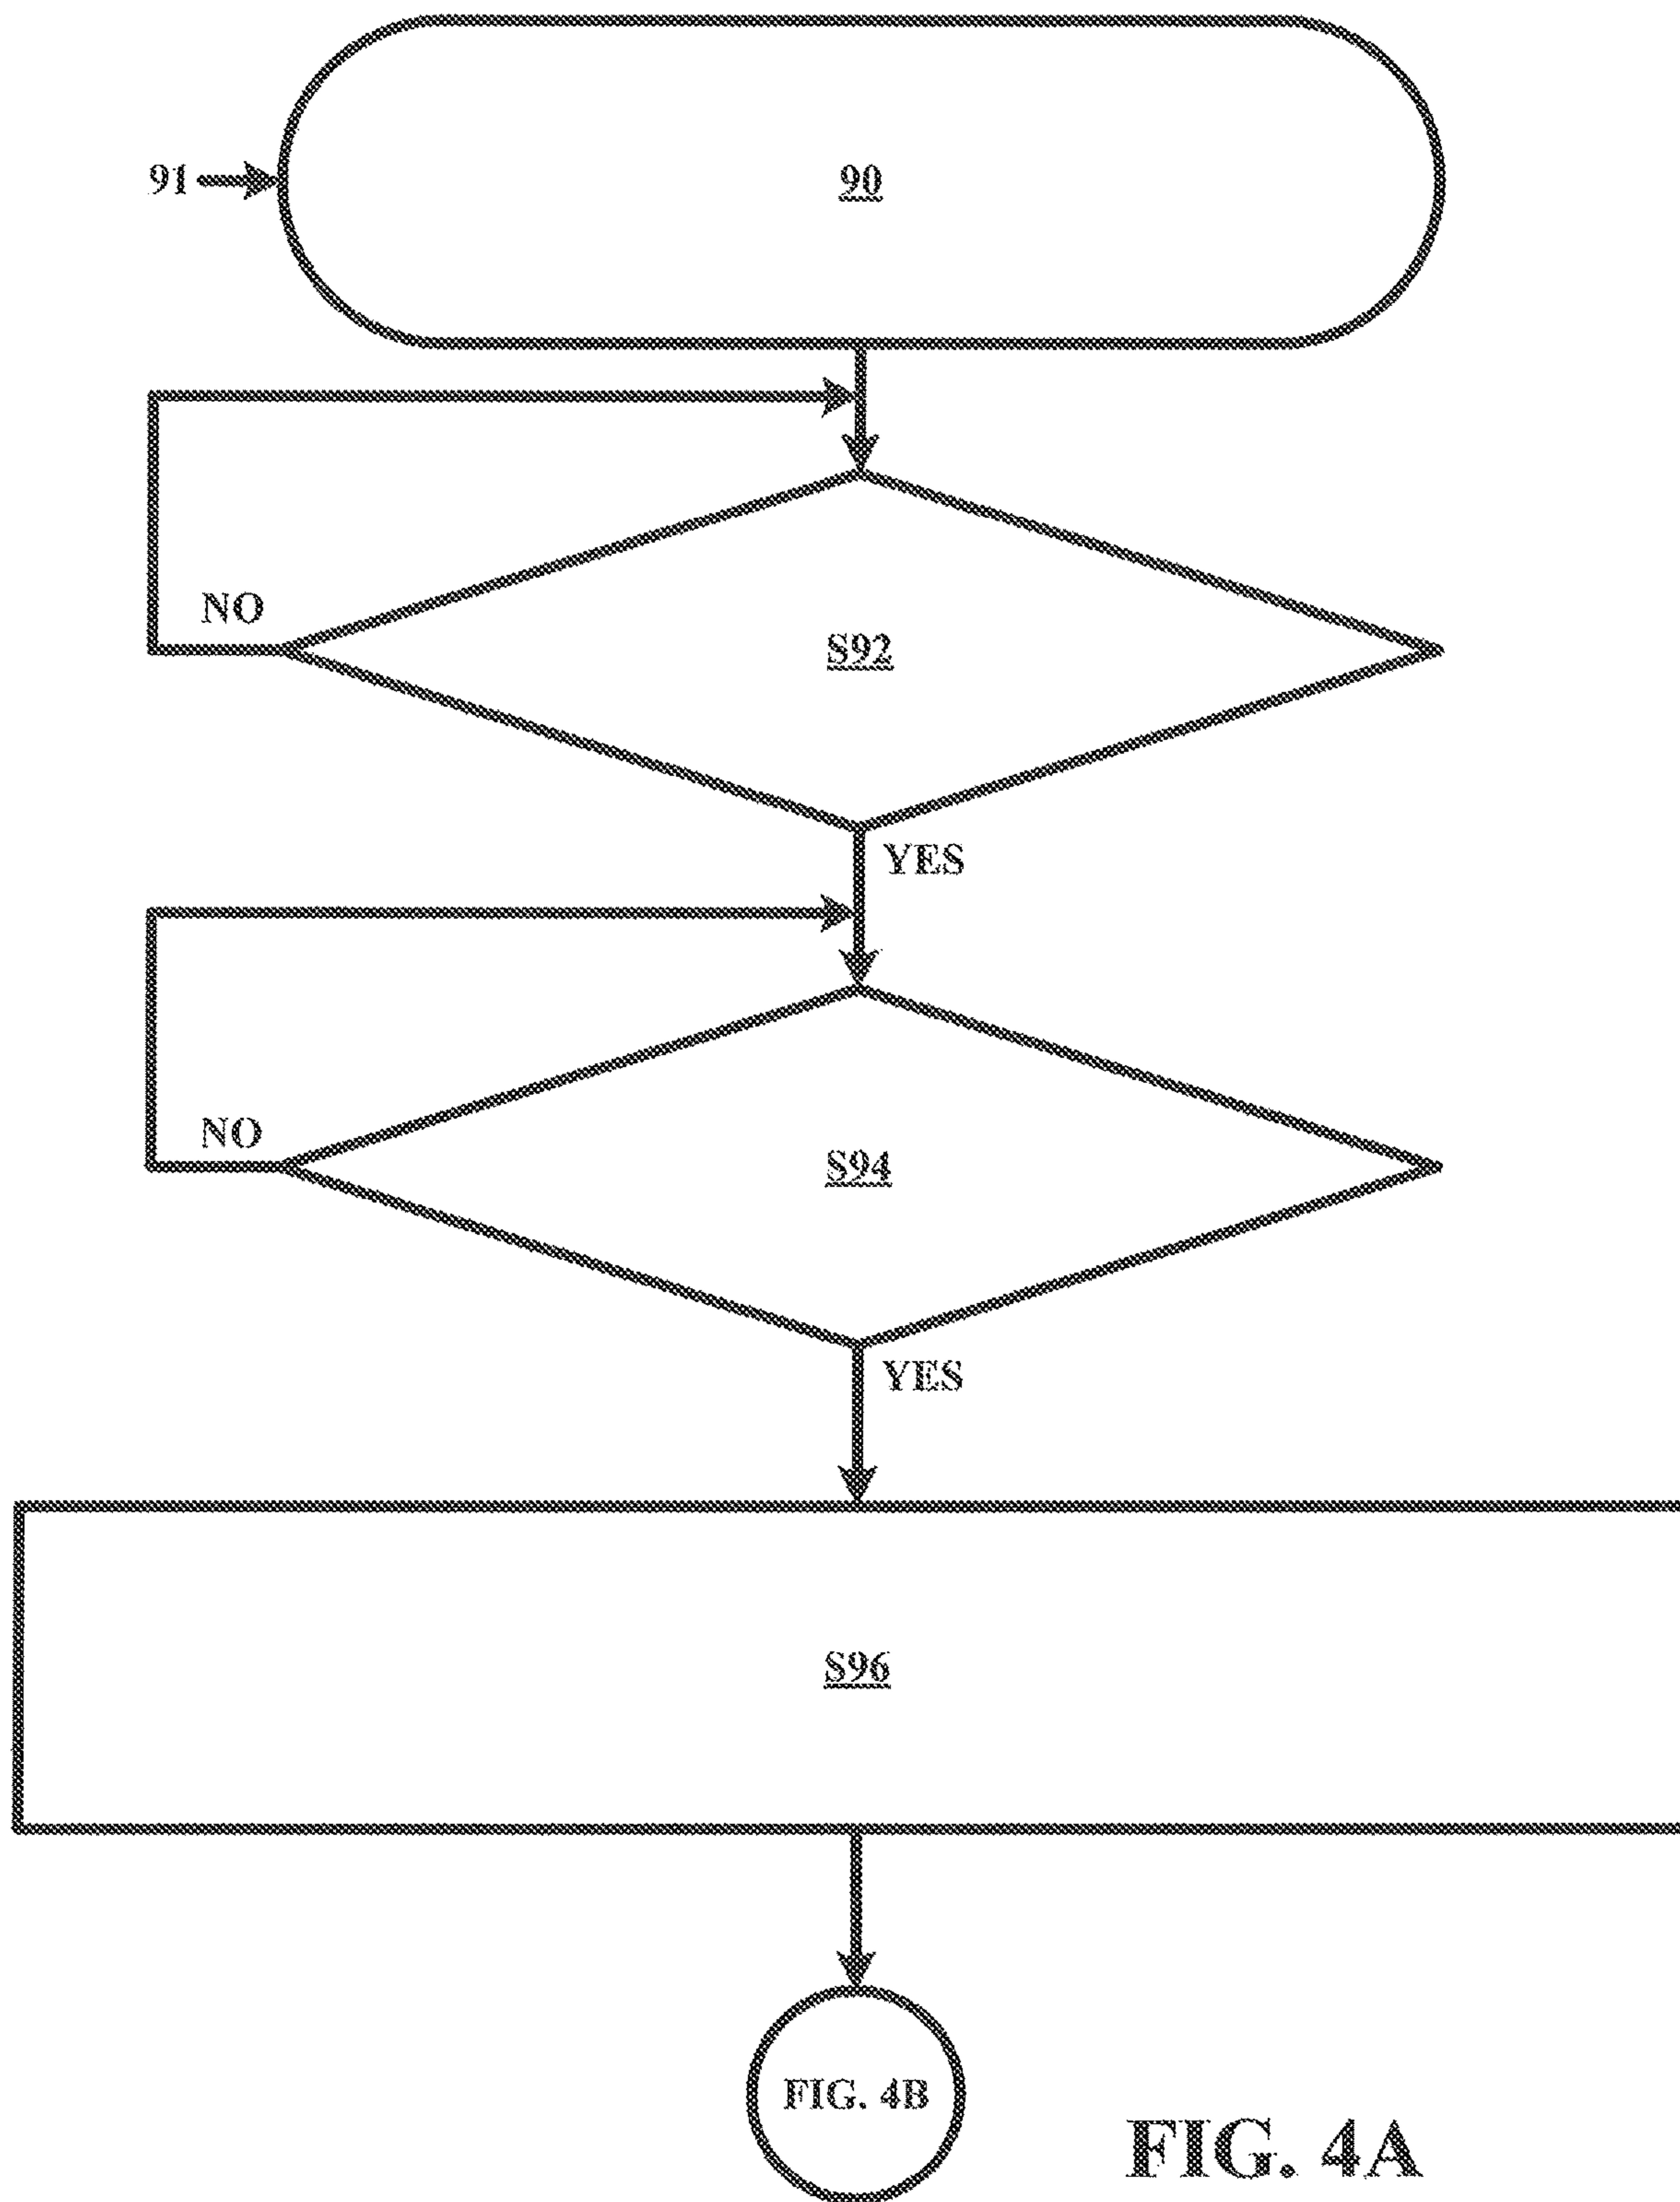 91
90
NO
S92
YES
NO
S94
YES
S96
FIG. 4B
FIG. 4A